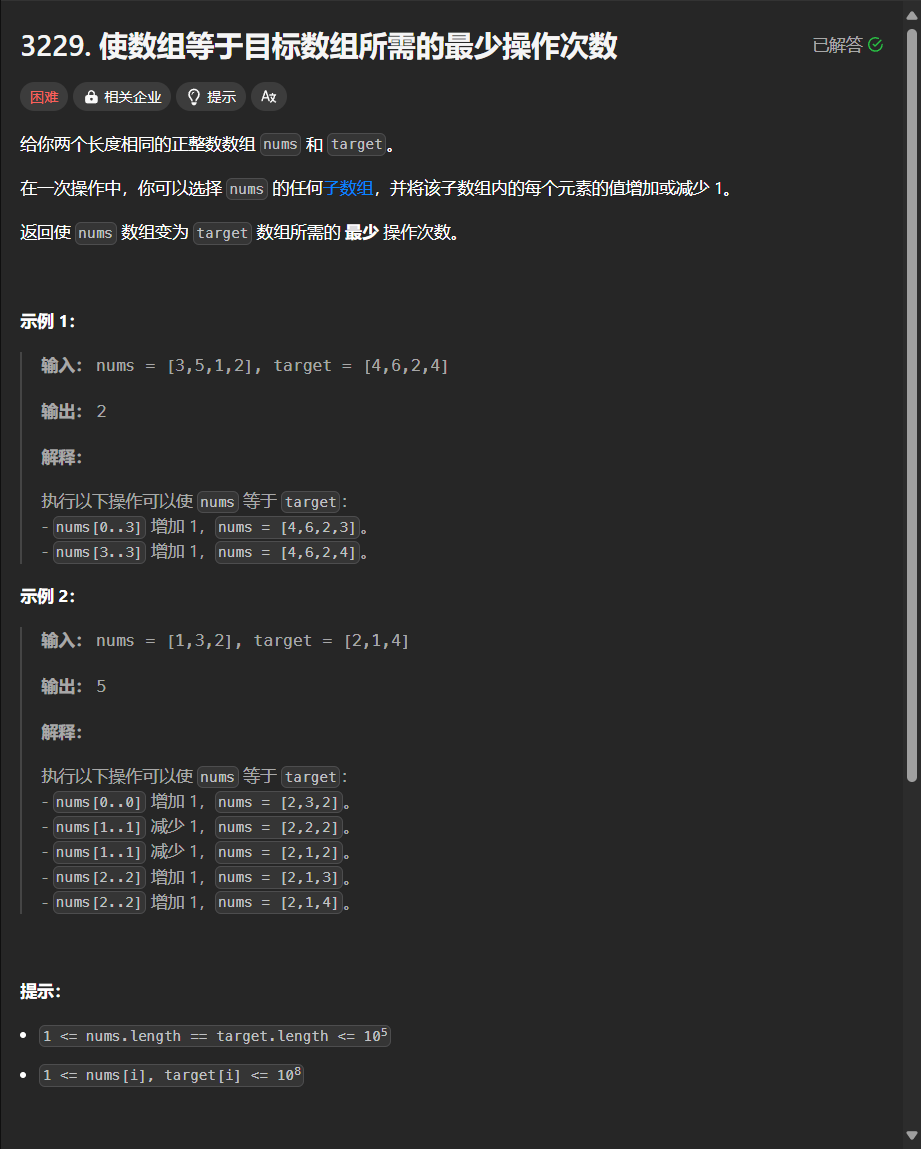 3229. 使数组等于目标数组所需的最少操作次数
已解答
困难 相关企业 提示
给你两个长度相同的正整数数组 nums 和 target。
在一次操作中，你可以选择 nums 的任何子数组，并将该子数组内的每个元素的值增加或减少 1。
返回使 nums 数组变为 target 数组所需的 最少 操作次数。
示例 1：
输入： nums = [3,5,1,2], target = [4,6,2,4]
输出： 2
解释：
执行以下操作可以使 nums 等于 target：
- nums[0..3] 增加 1，nums = [4,6,2,3]。
- nums[3..3] 增加 1，nums = [4,6,2,4]。
示例 2：
输入： nums = [1,3,2], target = [2,1,4]
输出： 5
解释：
执行以下操作可以使 nums 等于 target：
- nums[0..0] 增加 1，nums = [2,3,2]。
- nums[1..1] 减少 1，nums = [2,2,2]。
- nums[1..1] 减少 1，nums = [2,1,2]。
- nums[2..2] 增加 1，nums = [2,1,3]。
- nums[2..2] 增加 1，nums = [2,1,4]。
提示：
• 1 <= nums.length == target.length <= 10⁵
• 1 <= nums[i], target[i] <= 10⁸